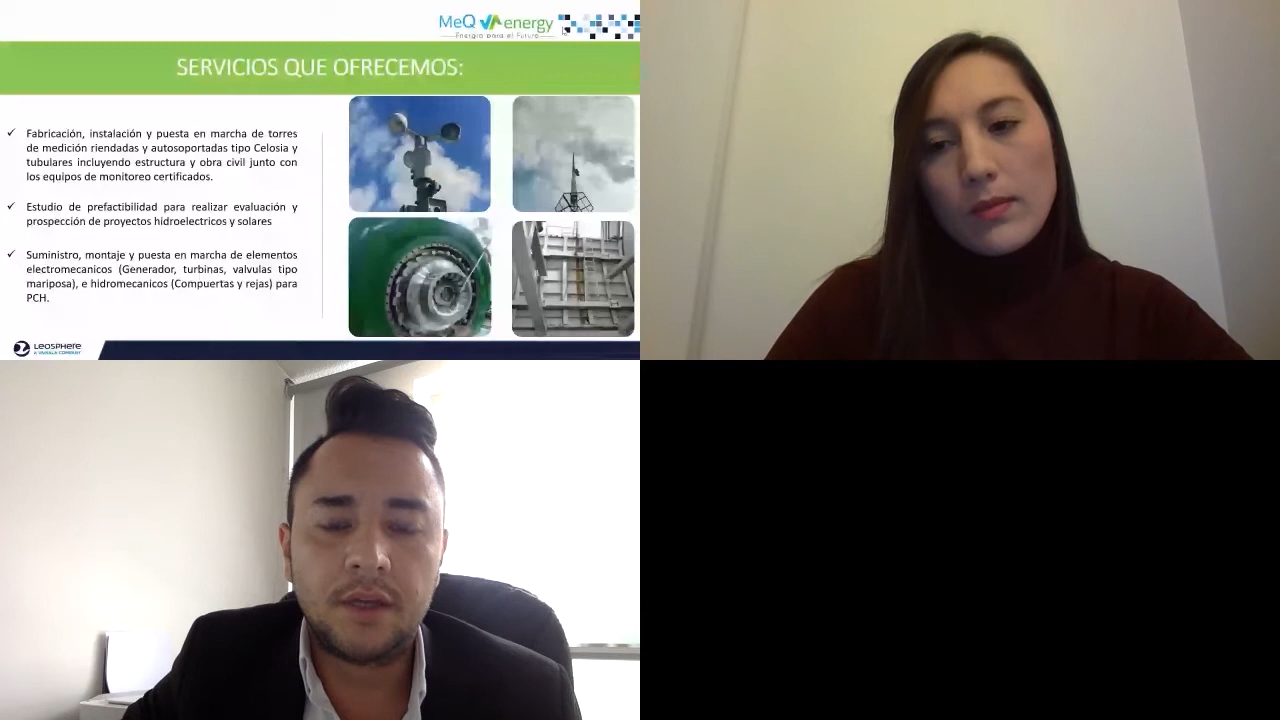 MeQ energy
Energía para el Futuro
SERVICIOS QUE OFRECEMOS:
✓ Fabricación, instalación y puesta en marcha de torres
de medición riendadas y autosoportadas tipo Celosia y
tubulares incluyendo estructura y obra civil junto con
los equipos de monitoreo certificados.
✓ Estudio de prefactibilidad para realizar evaluación y
prospección de proyectos hidroelectricos y solares
✓ Suministro, montaje y puesta en marcha de elementos
electromecanicos (Generador, turbinas, valvulas tipo
mariposa), e hidromecanicos (Compuertas y rejas) para
PCH.
LEOSPHERE
A VAISALA COMPANY